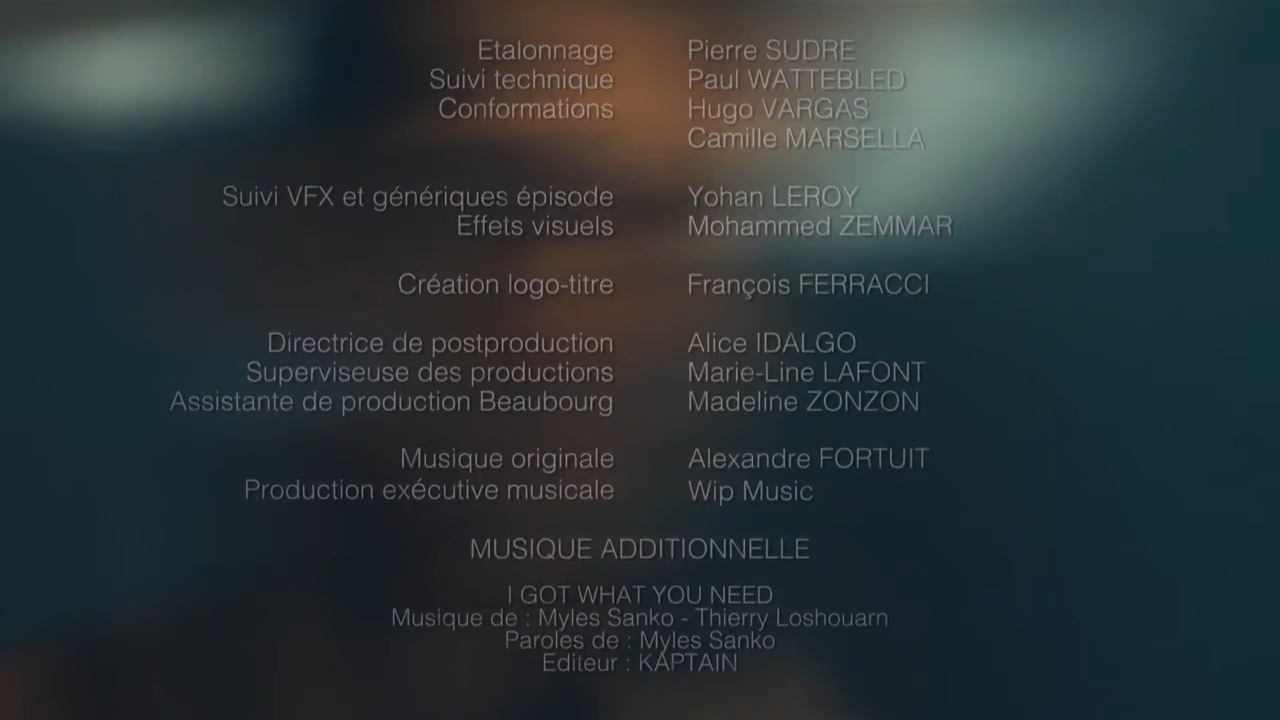 Etalonnage Pierre SUDRE
Suivi technique Paul WATTEBLED
Conformations Hugo VARGAS
Camille MARSELLA
Suivi VFX et génériques épisode Yohan LEROY
Effets visuels Mohammed ZEMMAR
Création logo-titre François FERRACCI
Directrice de postproduction Alice IDALGO
Superviseuse des productions Marie-Line LAFONT
Assistante de production Beaubourg Madeline ZONZON
Musique originale Alexandre FORTUIT
Production exécutive musicale Wip Music
MUSIQUE ADDITIONNELLE
I GOT WHAT YOU NEED
Musique de : Myles Sanko - Thierry Loshouarn
Paroles de : Myles Sanko
Editeur : KAPTAIN